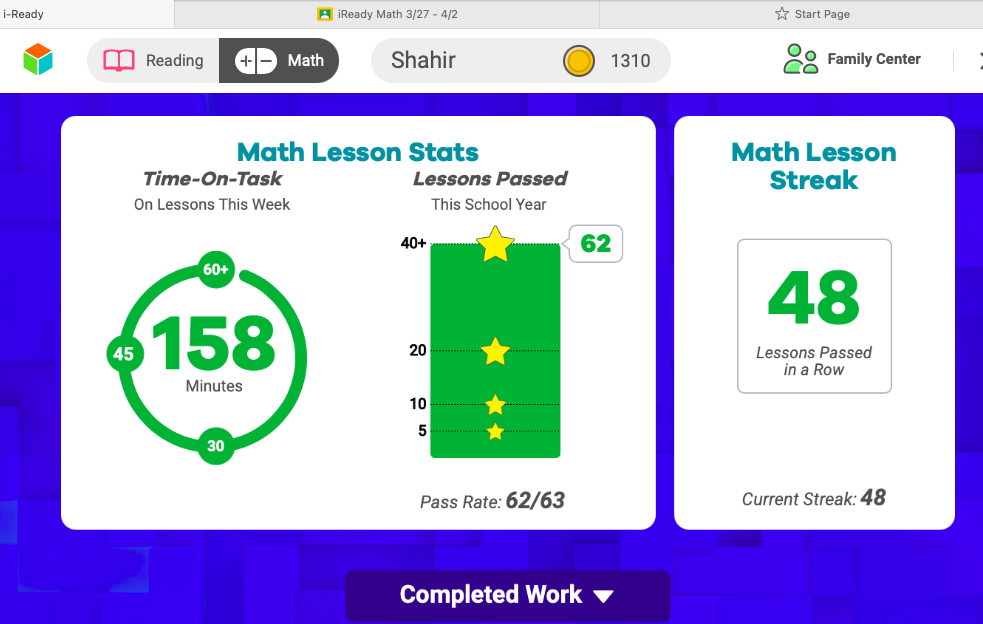 i-Ready
iReady Math 3/27 - 4/2
Start Page
Reading
Math
Shahir
1310
Family Center
Math Lesson Stats
Time-On-Task
On Lessons This Week
60+
45
30
158
Minutes
Lessons Passed
This School Year
40+
62
20
10
5
Pass Rate: 62/63
Math Lesson
Streak
48
Lessons Passed
in a Row
Current Streak: 48
Completed Work